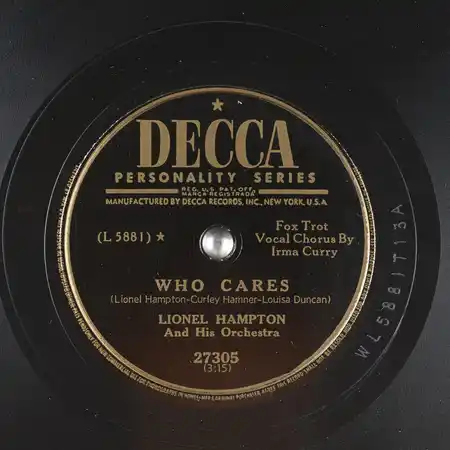 DECCA
PERSONALITY SERIES
REG. U.S. PAT. OFF.
MARCA REGISTRADA
MANUFACTURED BY DECCA RECORDS, INC., NEW YORK, U.S.A.
(L 5881) ★
Fox Trot
Vocal Chorus By
Irma Curry
WHO CARES
(Lionel Hampton-Curley Hamner-Louisa Duncan)
LIONEL HAMPTON
And His Orchestra
27305
(3:15)
WL5881T13A